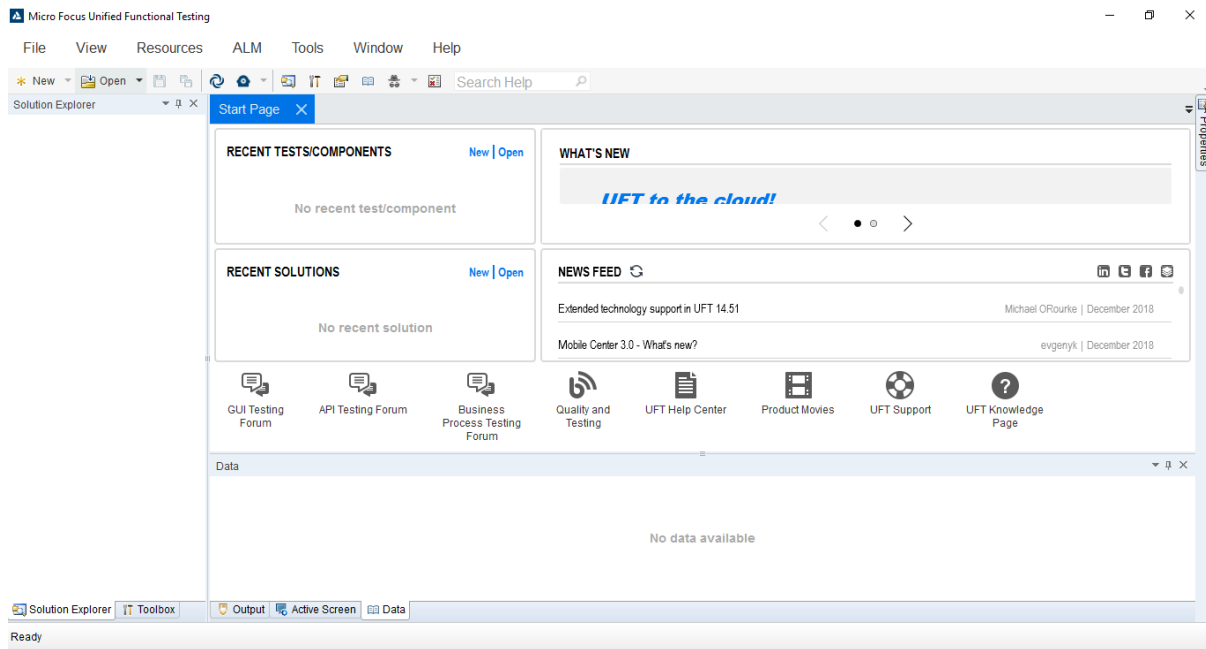 Micro Focus Unified Functional Testing
File View Resources ALM Tools Window Help
New Open Search Help
Solution Explorer
Start Page
Properties
RECENT TESTS/COMPONENTS New Open
No recent test/component
WHAT'S NEW
UFT to the cloud!
RECENT SOLUTIONS New Open
No recent solution
NEWS FEED
Extended technology support in UFT 14.51 Michael ORourke | December 2018
Mobile Center 3.0 - What's new? evgenyk | December 2018
GUI Testing
Forum
API Testing Forum
Business
Process Testing
Forum
Quality and
Testing
UFT Help Center
Product Movies
UFT Support
UFT Knowledge
Page
Data
No data available
Solution Explorer Toolbox Output Active Screen Data
Ready